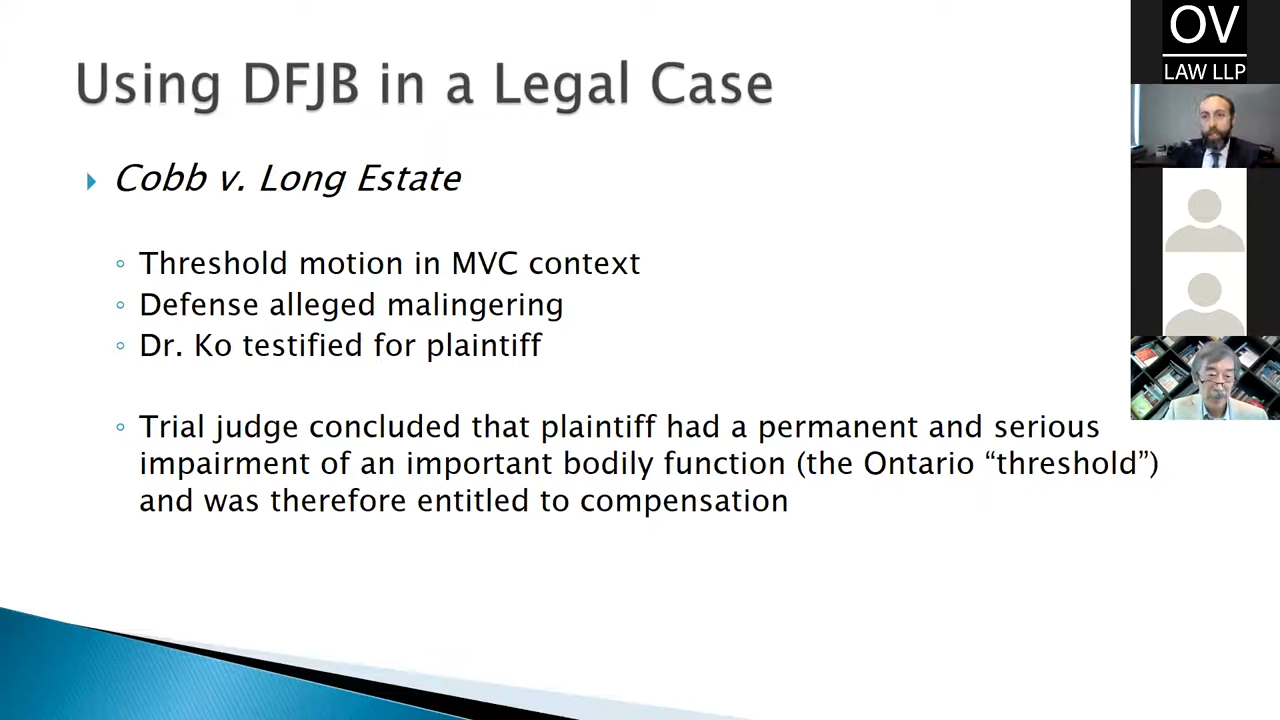 Using DFJB in a Legal Case
Cobb v. Long Estate
Threshold motion in MVC context
Defense alleged malingering
Dr. Ko testified for plaintiff
Trial judge concluded that plaintiff had a permanent and serious
impairment of an important bodily function (the Ontario “threshold”)
and was therefore entitled to compensation
OV
LAW LLP